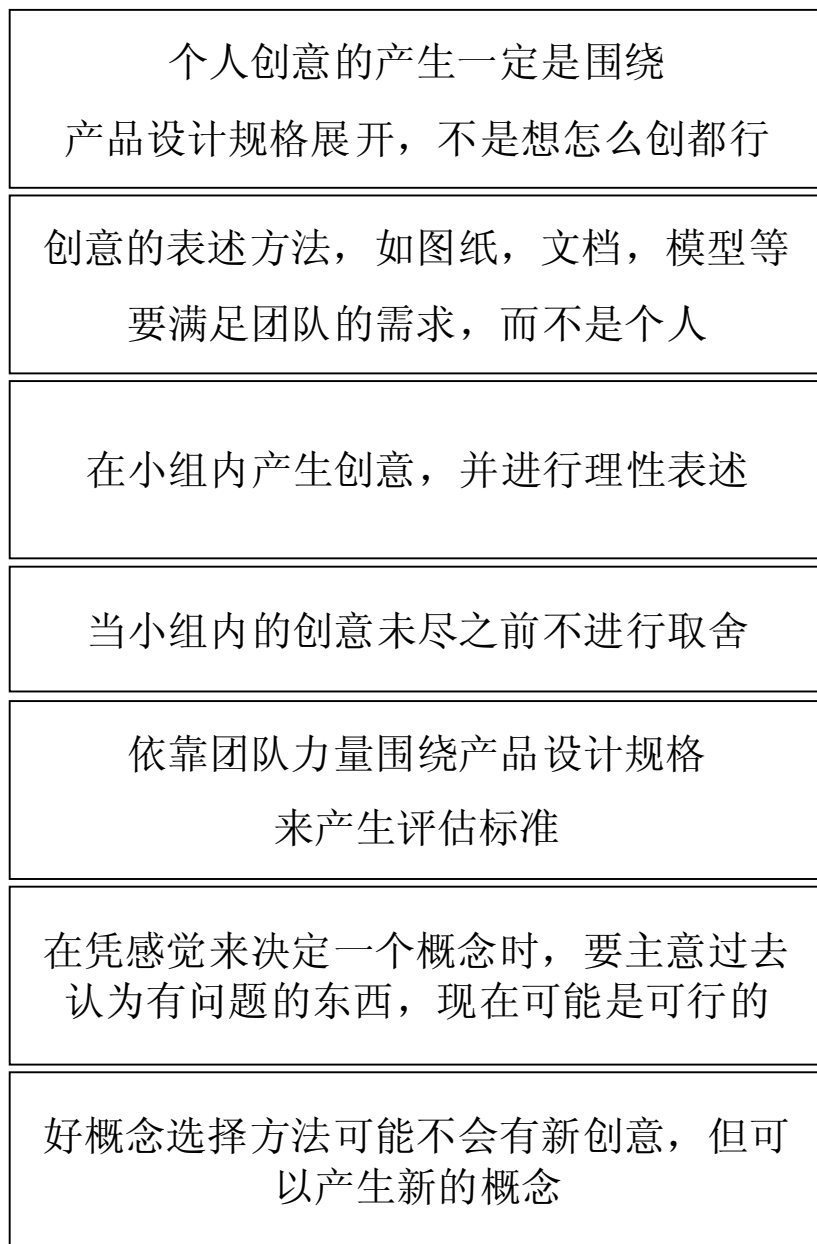 个人创意的产生一定是围绕
产品设计规格展开，不是想怎么创都行
创意的表述方法，如图纸，文档，模型等
要满足团队的需求，而不是个人
在小组内产生创意，并进行理性表述
当小组内的创意未尽之前不进行取舍
依靠团队力量围绕产品设计规格
来产生评估标准
在凭感觉来决定一个概念时，要主意过去
认为有问题的东西，现在可能是可行的
好概念选择方法可能不会有新创意，但可
以产生新的概念